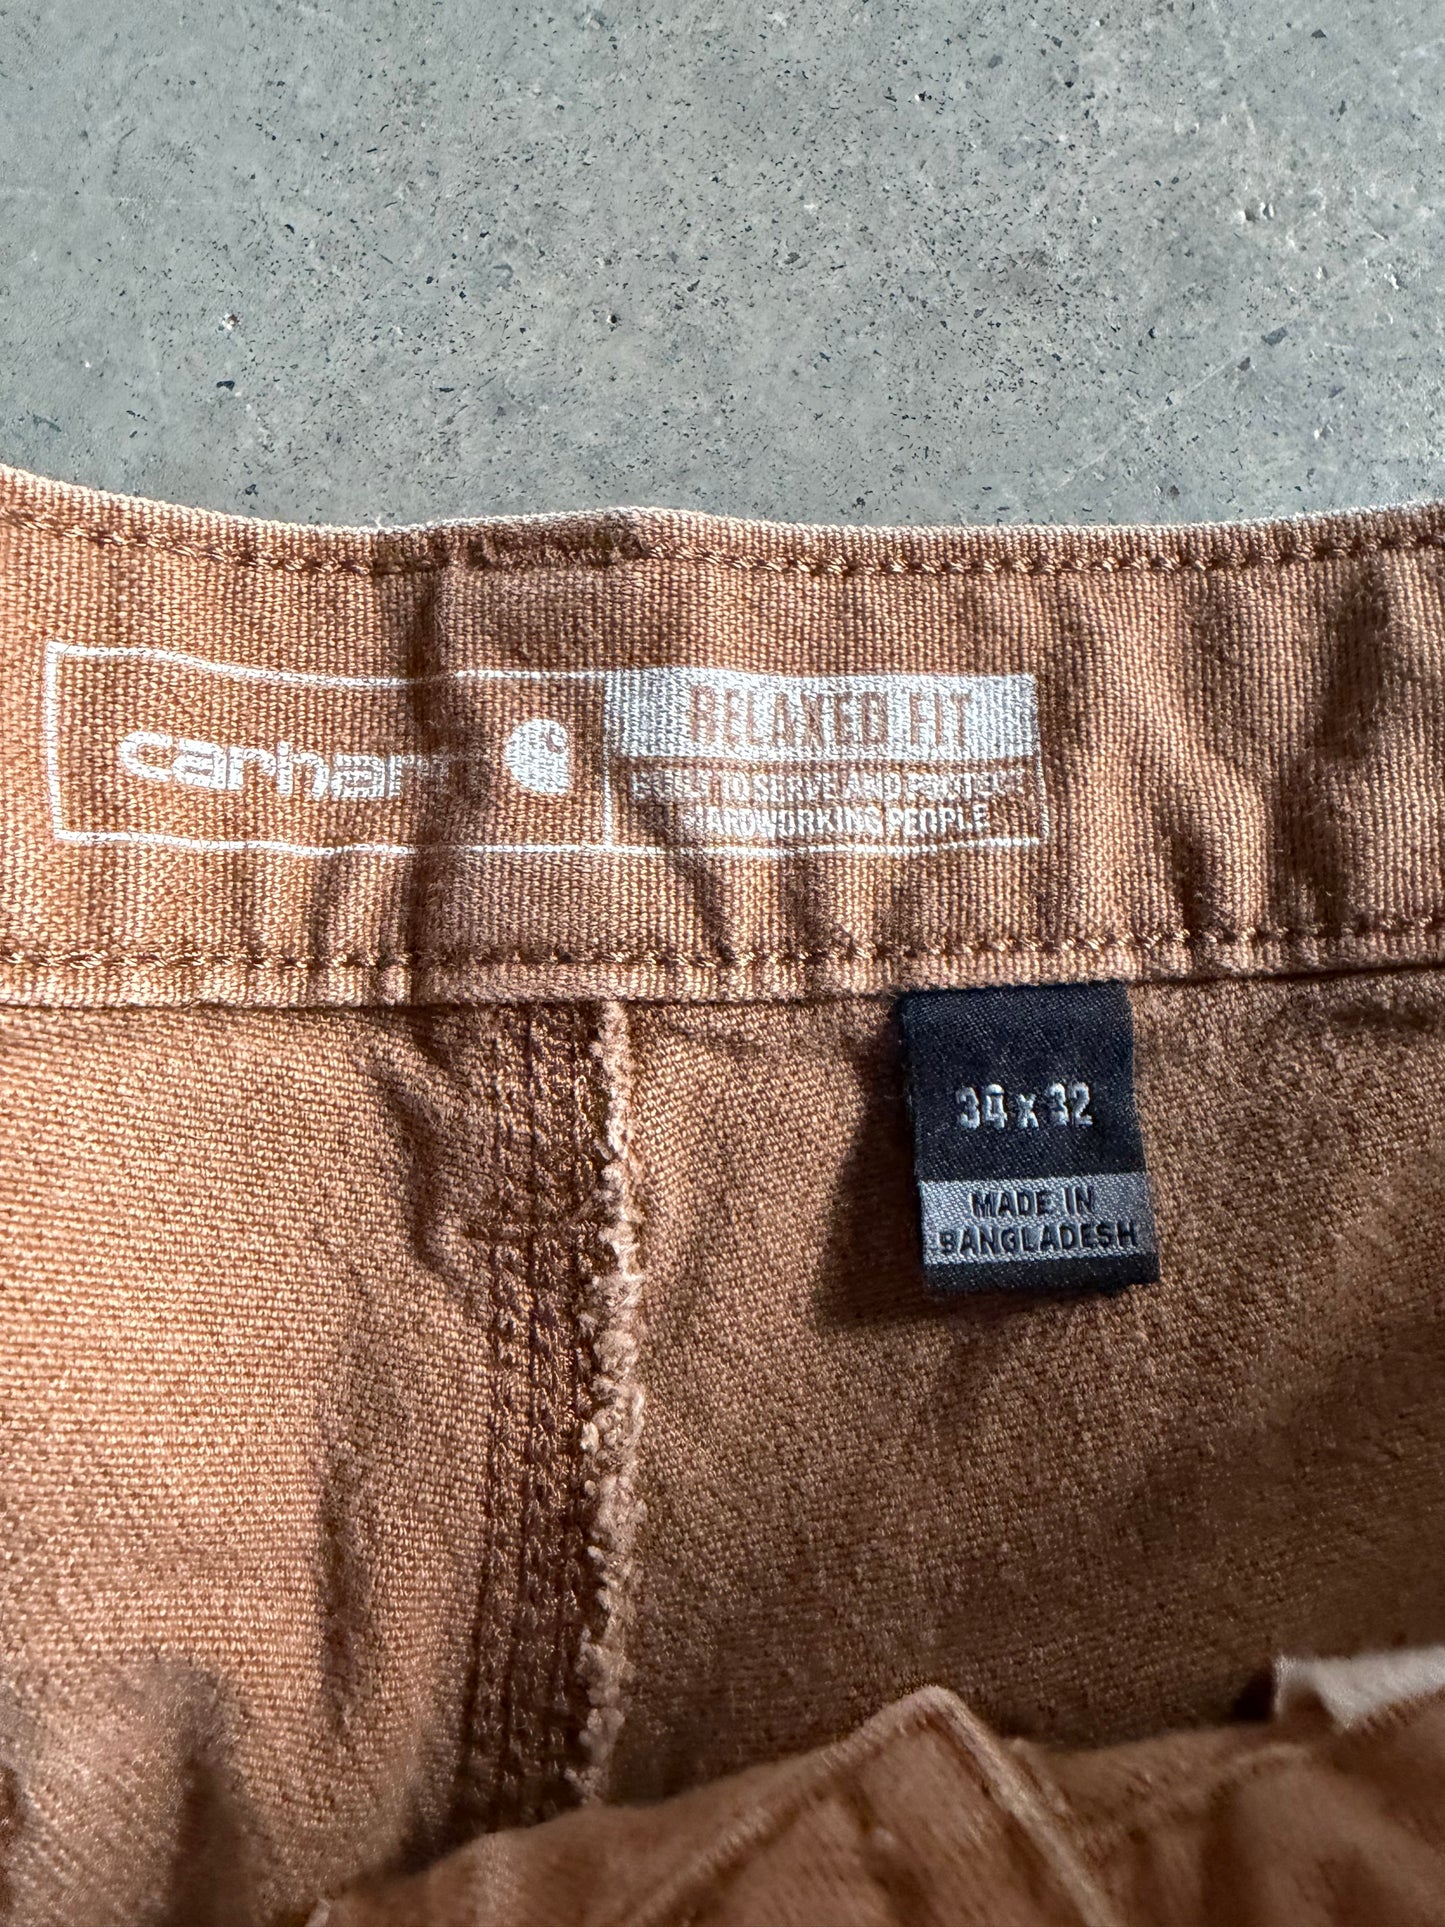 carhartt
RELAXED FIT
BUILT TO SERVE AND PROTECT
HARDWORKING PEOPLE
34 x 32
MADE IN
BANGLADESH